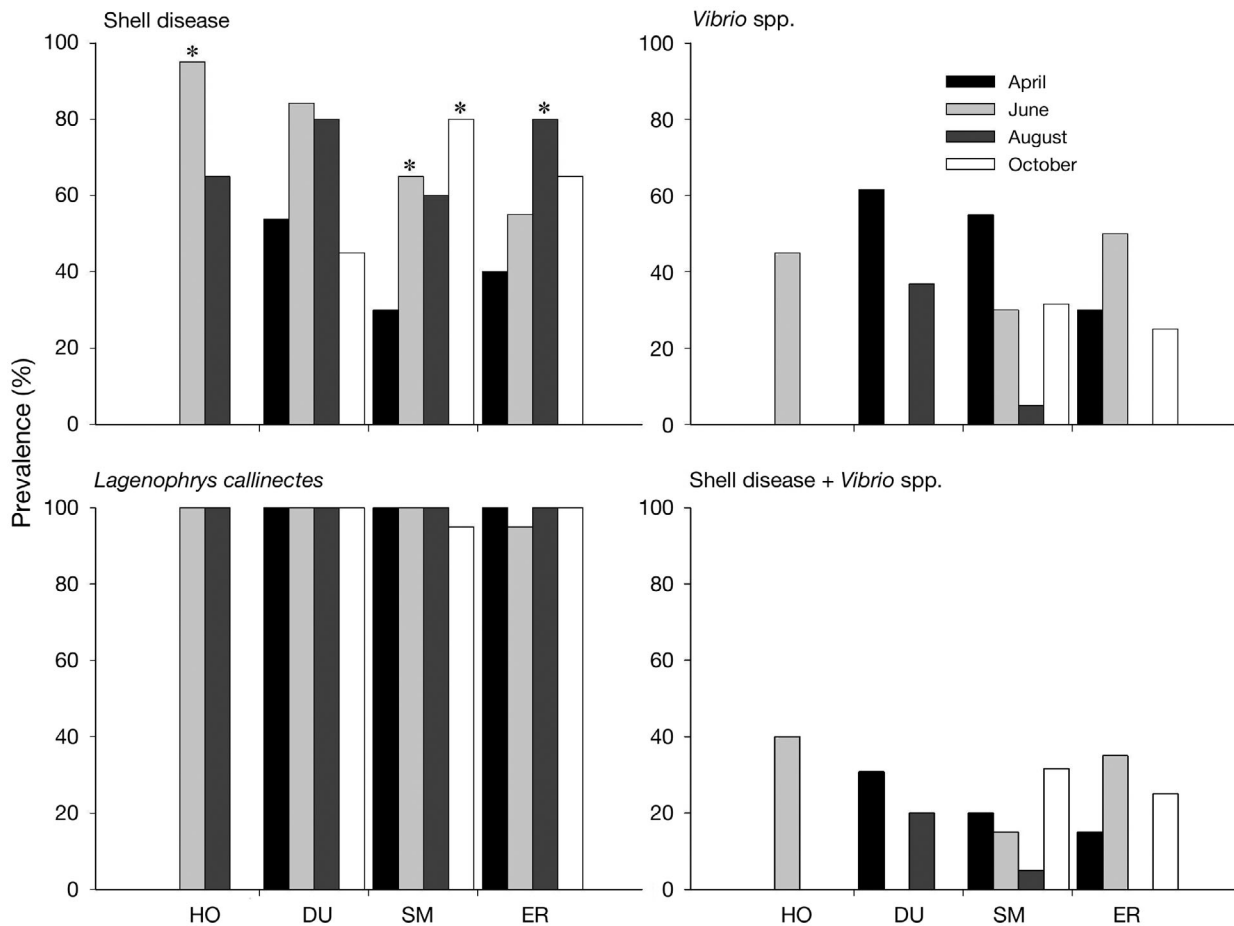 Shell disease
100
80
60
40
20
0
* * * *
Vibrio spp.
100
80
60
40
20
0
April
June
August
October
Prevalence (%)
Lagenophrys callinectes
100
80
60
40
20
0
HO DU SM ER
Shell disease + Vibrio spp.
100
80
60
40
20
0
HO DU SM ER